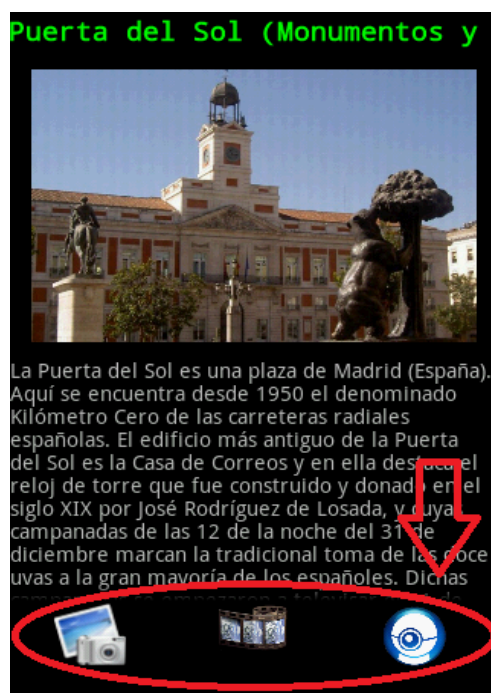 Puerta del Sol (Monumentos y
La Puerta del Sol es una plaza de Madrid (España).
Aquí se encuentra desde 1950 el denominado
Kilómetro Cero de las carreteras radiales
españolas. El edificio más antiguo de la Puerta
del Sol es la Casa de Correos y en ella destaca el
reloj de torre que fue construido y donado en el
siglo XIX por José Rodríguez de Losada, y cuyas
campanadas de las 12 de la noche del 31 de
diciembre marcan la tradicional toma de las doce
uvas a la gran mayoría de los españoles. Dichas